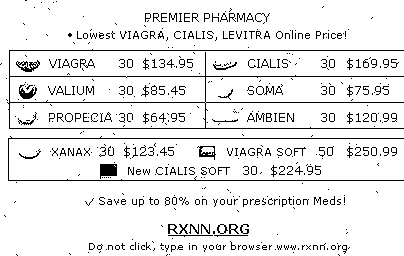 PREMIER PHARMACY
• Lowest VIAGRA, CIALIS, LEVITRA Online Price!
VIAGRA 30 $134.95 CIALIS 30 $169.95
VALIUM 30 $85.45 SOMA 30 $75.95
PROPECIA 30 $64.95 AMBIEN 30 $120.99
XANAX 30 $123.45 VIAGRA SOFT 50 $250.99
New CIALIS SOFT 30 $224.95
✓ Save up to 80% on your prescription Meds!
RXNN.ORG
Do not click, type in your browser www.rxnn.org